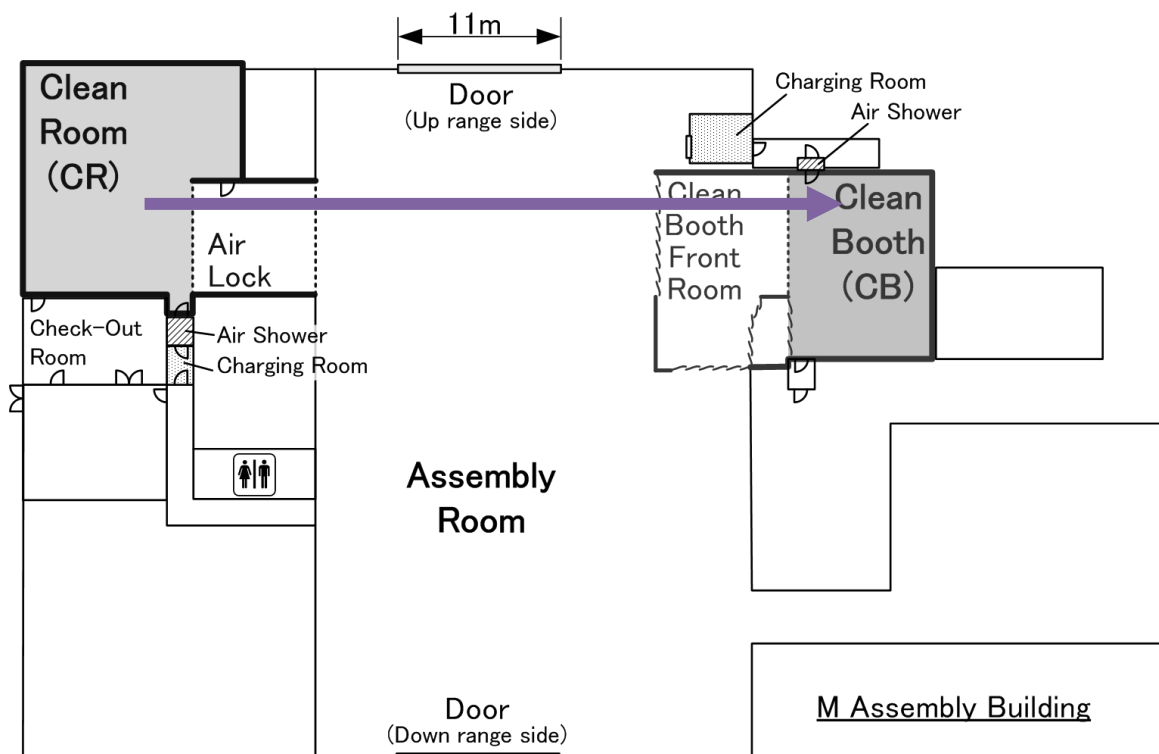 11m
Door
(Up range side)
Clean
Room
(CR)
Charging Room
Air Shower
Clean
Booth
Front
Room
Clean
Booth
(CB)
Air
Lock
Check-Out
Room
Air Shower
Charging Room
Assembly
Room
Door
(Down range side)
M Assembly Building